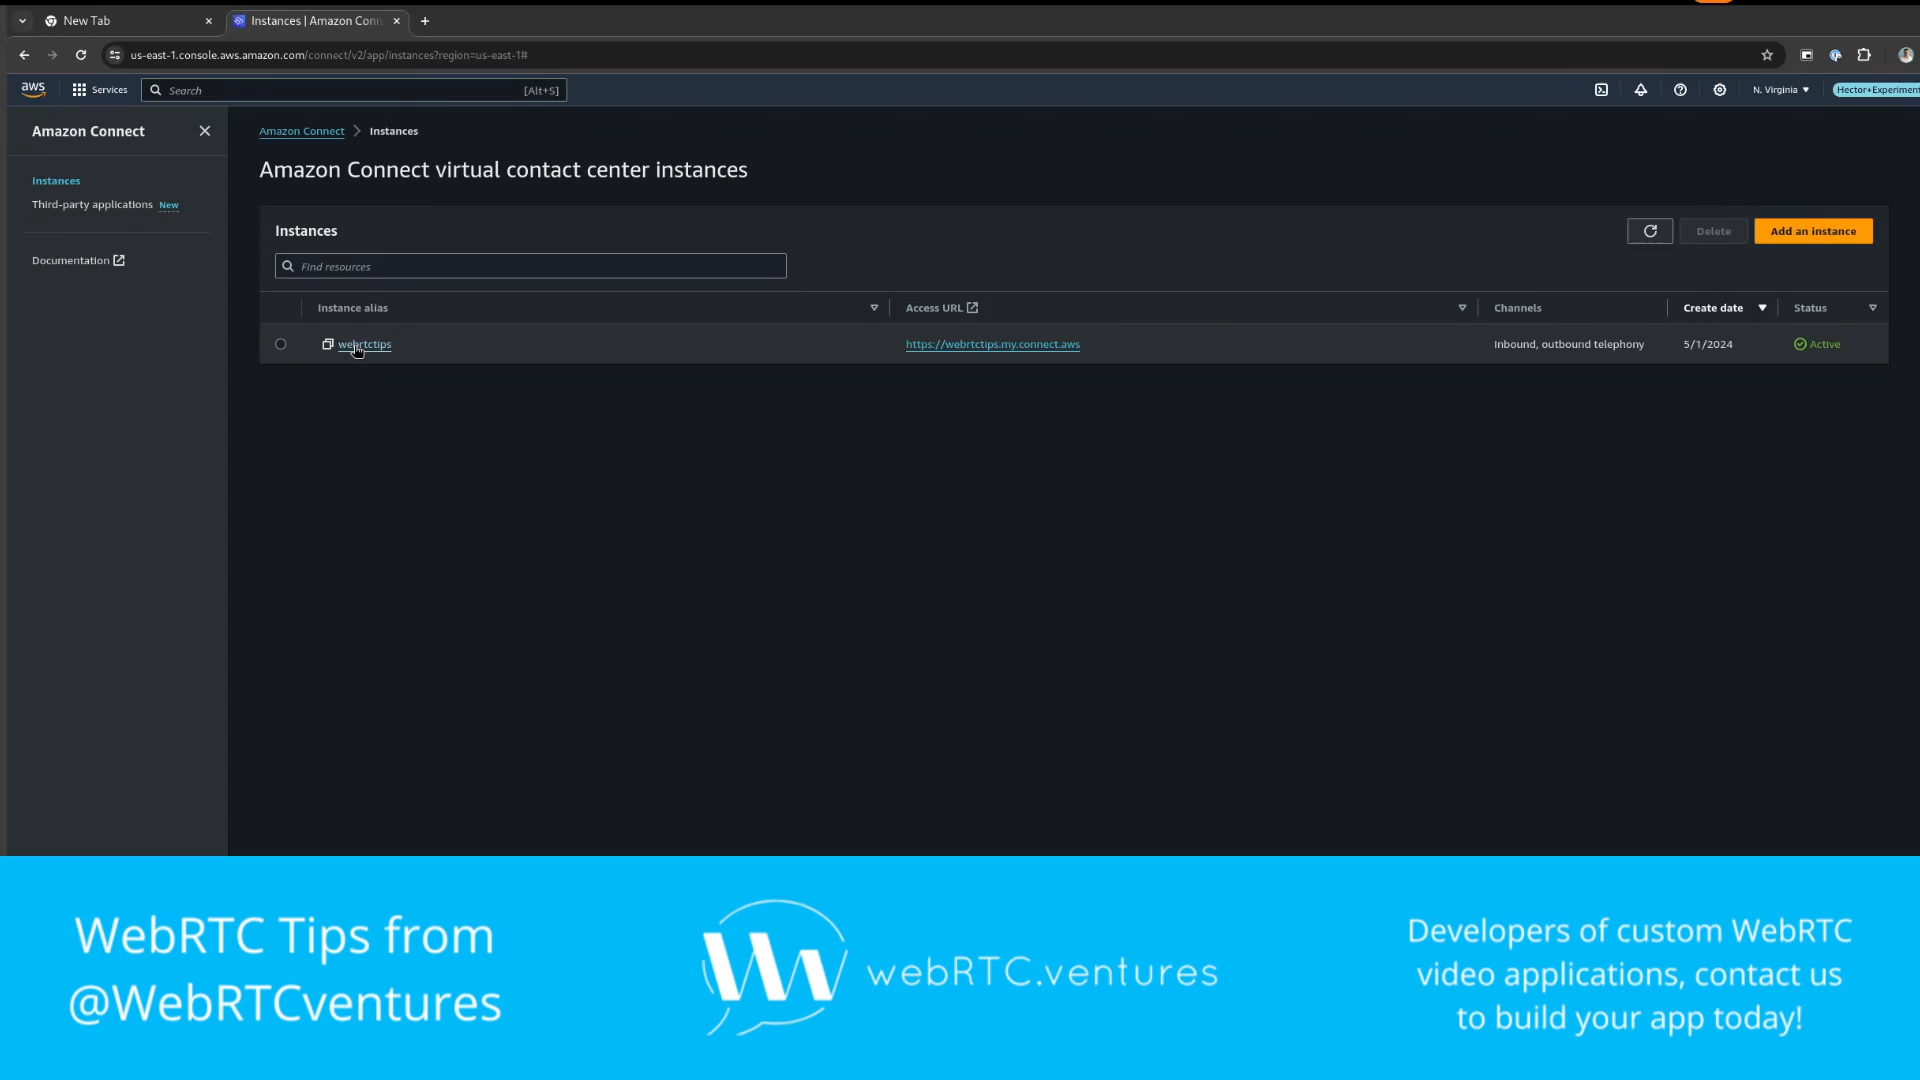 New Tab
Instances | Amazon Conn
us-east-1.console.aws.amazon.com/connect/v2/app/instances?region=us-east-1#
aws Services Search [Alt+S] N. Virginia Hector+Experiment
Amazon Connect
Instances
Third-party applications New
Documentation
Amazon Connect Instances
Amazon Connect virtual contact center instances
Instances Delete Add an instance
Find resources
Instance alias Access URL Channels Create date Status
webrtctips https://webrtctips.my.connect.aws Inbound, outbound telephony 5/1/2024 Active
WebRTC Tips from
@WebRTCventures
webRTC.ventures
Developers of custom WebRTC
video applications, contact us
to build your app today!